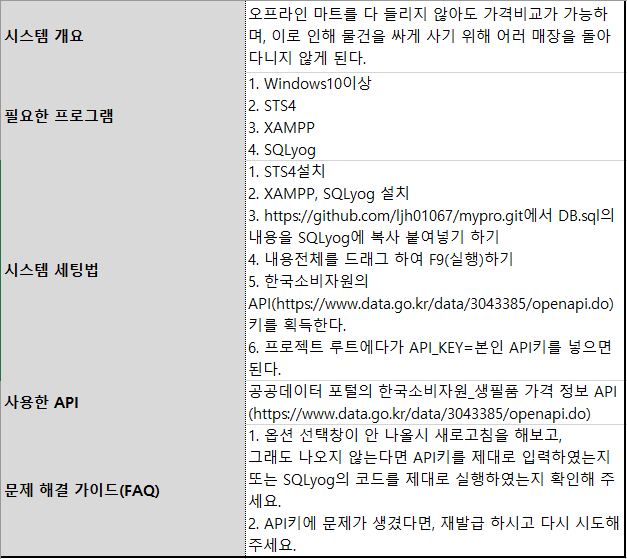 시스템 개요
오프라인 마트를 다 들리지 않아도 가격비교가 가능하
며, 이로 인해 물건을 싸게 사기 위해 어러 매장을 돌아
다니지 않게 된다.
필요한 프로그램
1. Windows10이상
2. STS4
3. XAMPP
4. SQLyog
시스템 세팅법
1. STS4설치
2. XAMPP, SQLyog 설치
3. https://github.com/ljh01067/mypro.git에서 DB.sql의
내용을 SQLyog에 복사 붙여넣기 하기
4. 내용전체를 드래그 하여 F9(실행)하기
5. 한국소비자원의
API(https://www.data.go.kr/data/3043385/openapi.do)
키를 획득한다.
6. 프로젝트 루트에다가 API_KEY=본인 API키를 넣으면
된다.
사용한 API
공공데이터 포털의 한국소비자원_생필품 가격 정보 API
(https://www.data.go.kr/data/3043385/openapi.do)
문제 해결 가이드(FAQ)
1. 옵션 선택창이 안 나올시 새로고침을 해보고,
그래도 나오지 않는다면 API키를 제대로 입력하였는지
또는 SQLyog의 코드를 제대로 실행하였는지 확인해 주
세요.
2. API키에 문제가 생겼다면, 재발급 하시고 다시 시도해
주세요.